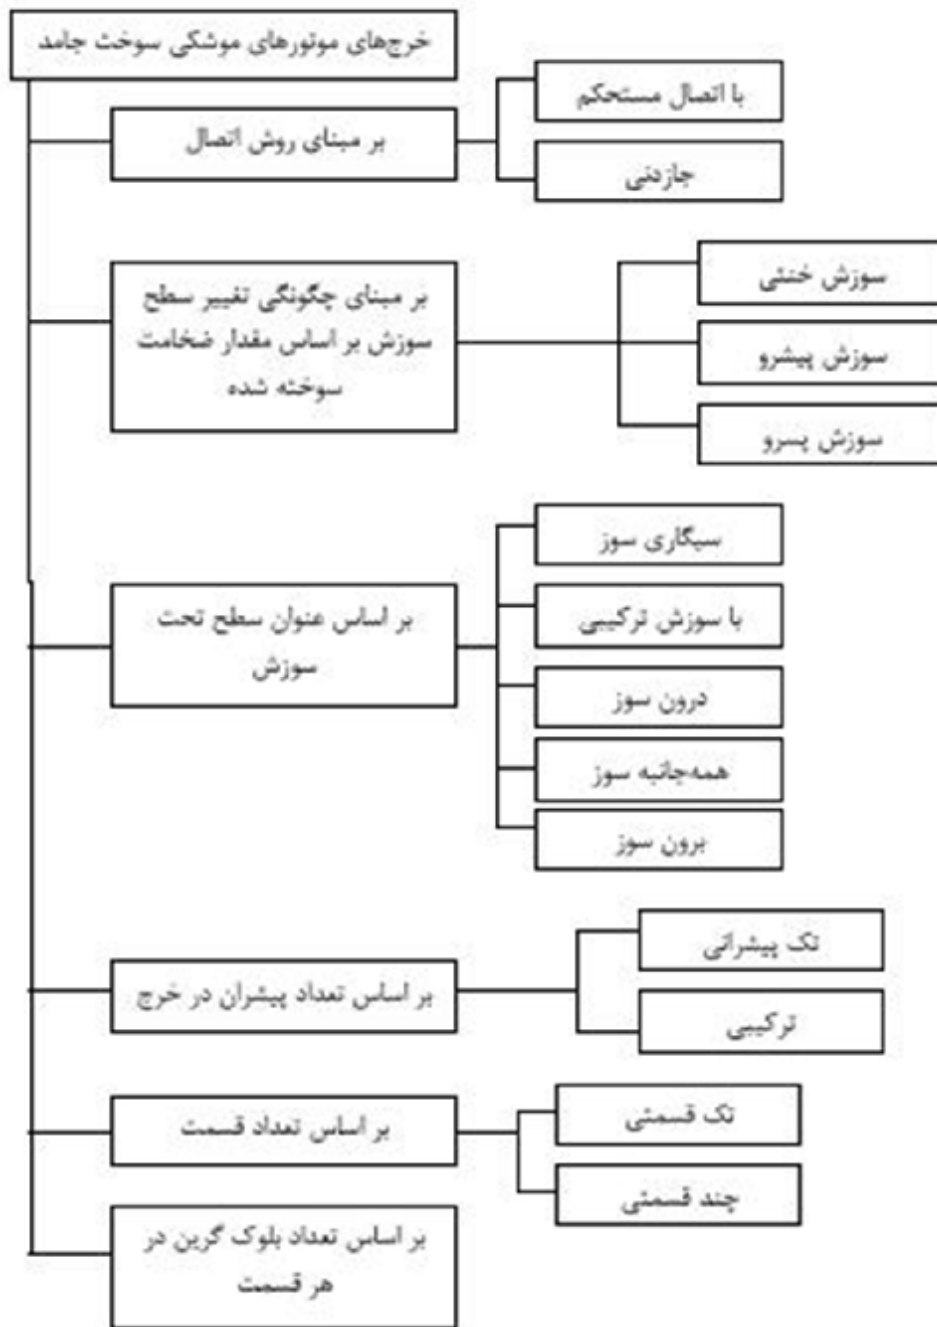 خرج‌های موتورهای موشکی سوخت جامد
بر مبنای روش اتصال
با اتصال مستحکم
جازدنی
بر مبنای چگونگی تغییر سطح
سوزش بر اساس مقدار ضخامت
سوخته شده
سوزش خنثی
سوزش پیشرو
سوزش پسرو
بر اساس عنوان سطح تحت
سوزش
سیگاری سوز
با سوزش ترکیبی
درون سوز
همه‌جانبه سوز
برون سوز
بر اساس تعداد پیشران در خرج
تک پیشرانی
ترکیبی
بر اساس تعداد قسمت
تک قسمتی
چند قسمتی
بر اساس تعداد بلوک گرین در
هر قسمت